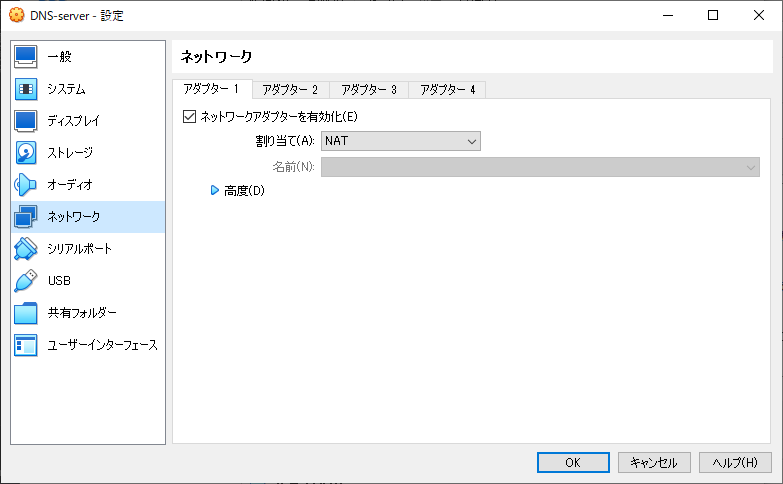 DNS-server - 設定
一般
システム
ディスプレイ
ストレージ
オーディオ
ネットワーク
シリアルポート
USB
共有フォルダー
ユーザーインターフェース
ネットワーク
アダプター 1 アダプター 2 アダプター 3 アダプター 4
ネットワークアダプターを有効化(E)
割り当て(A): NAT
名前(N):
高度(D)
OK キャンセル ヘルプ(H)